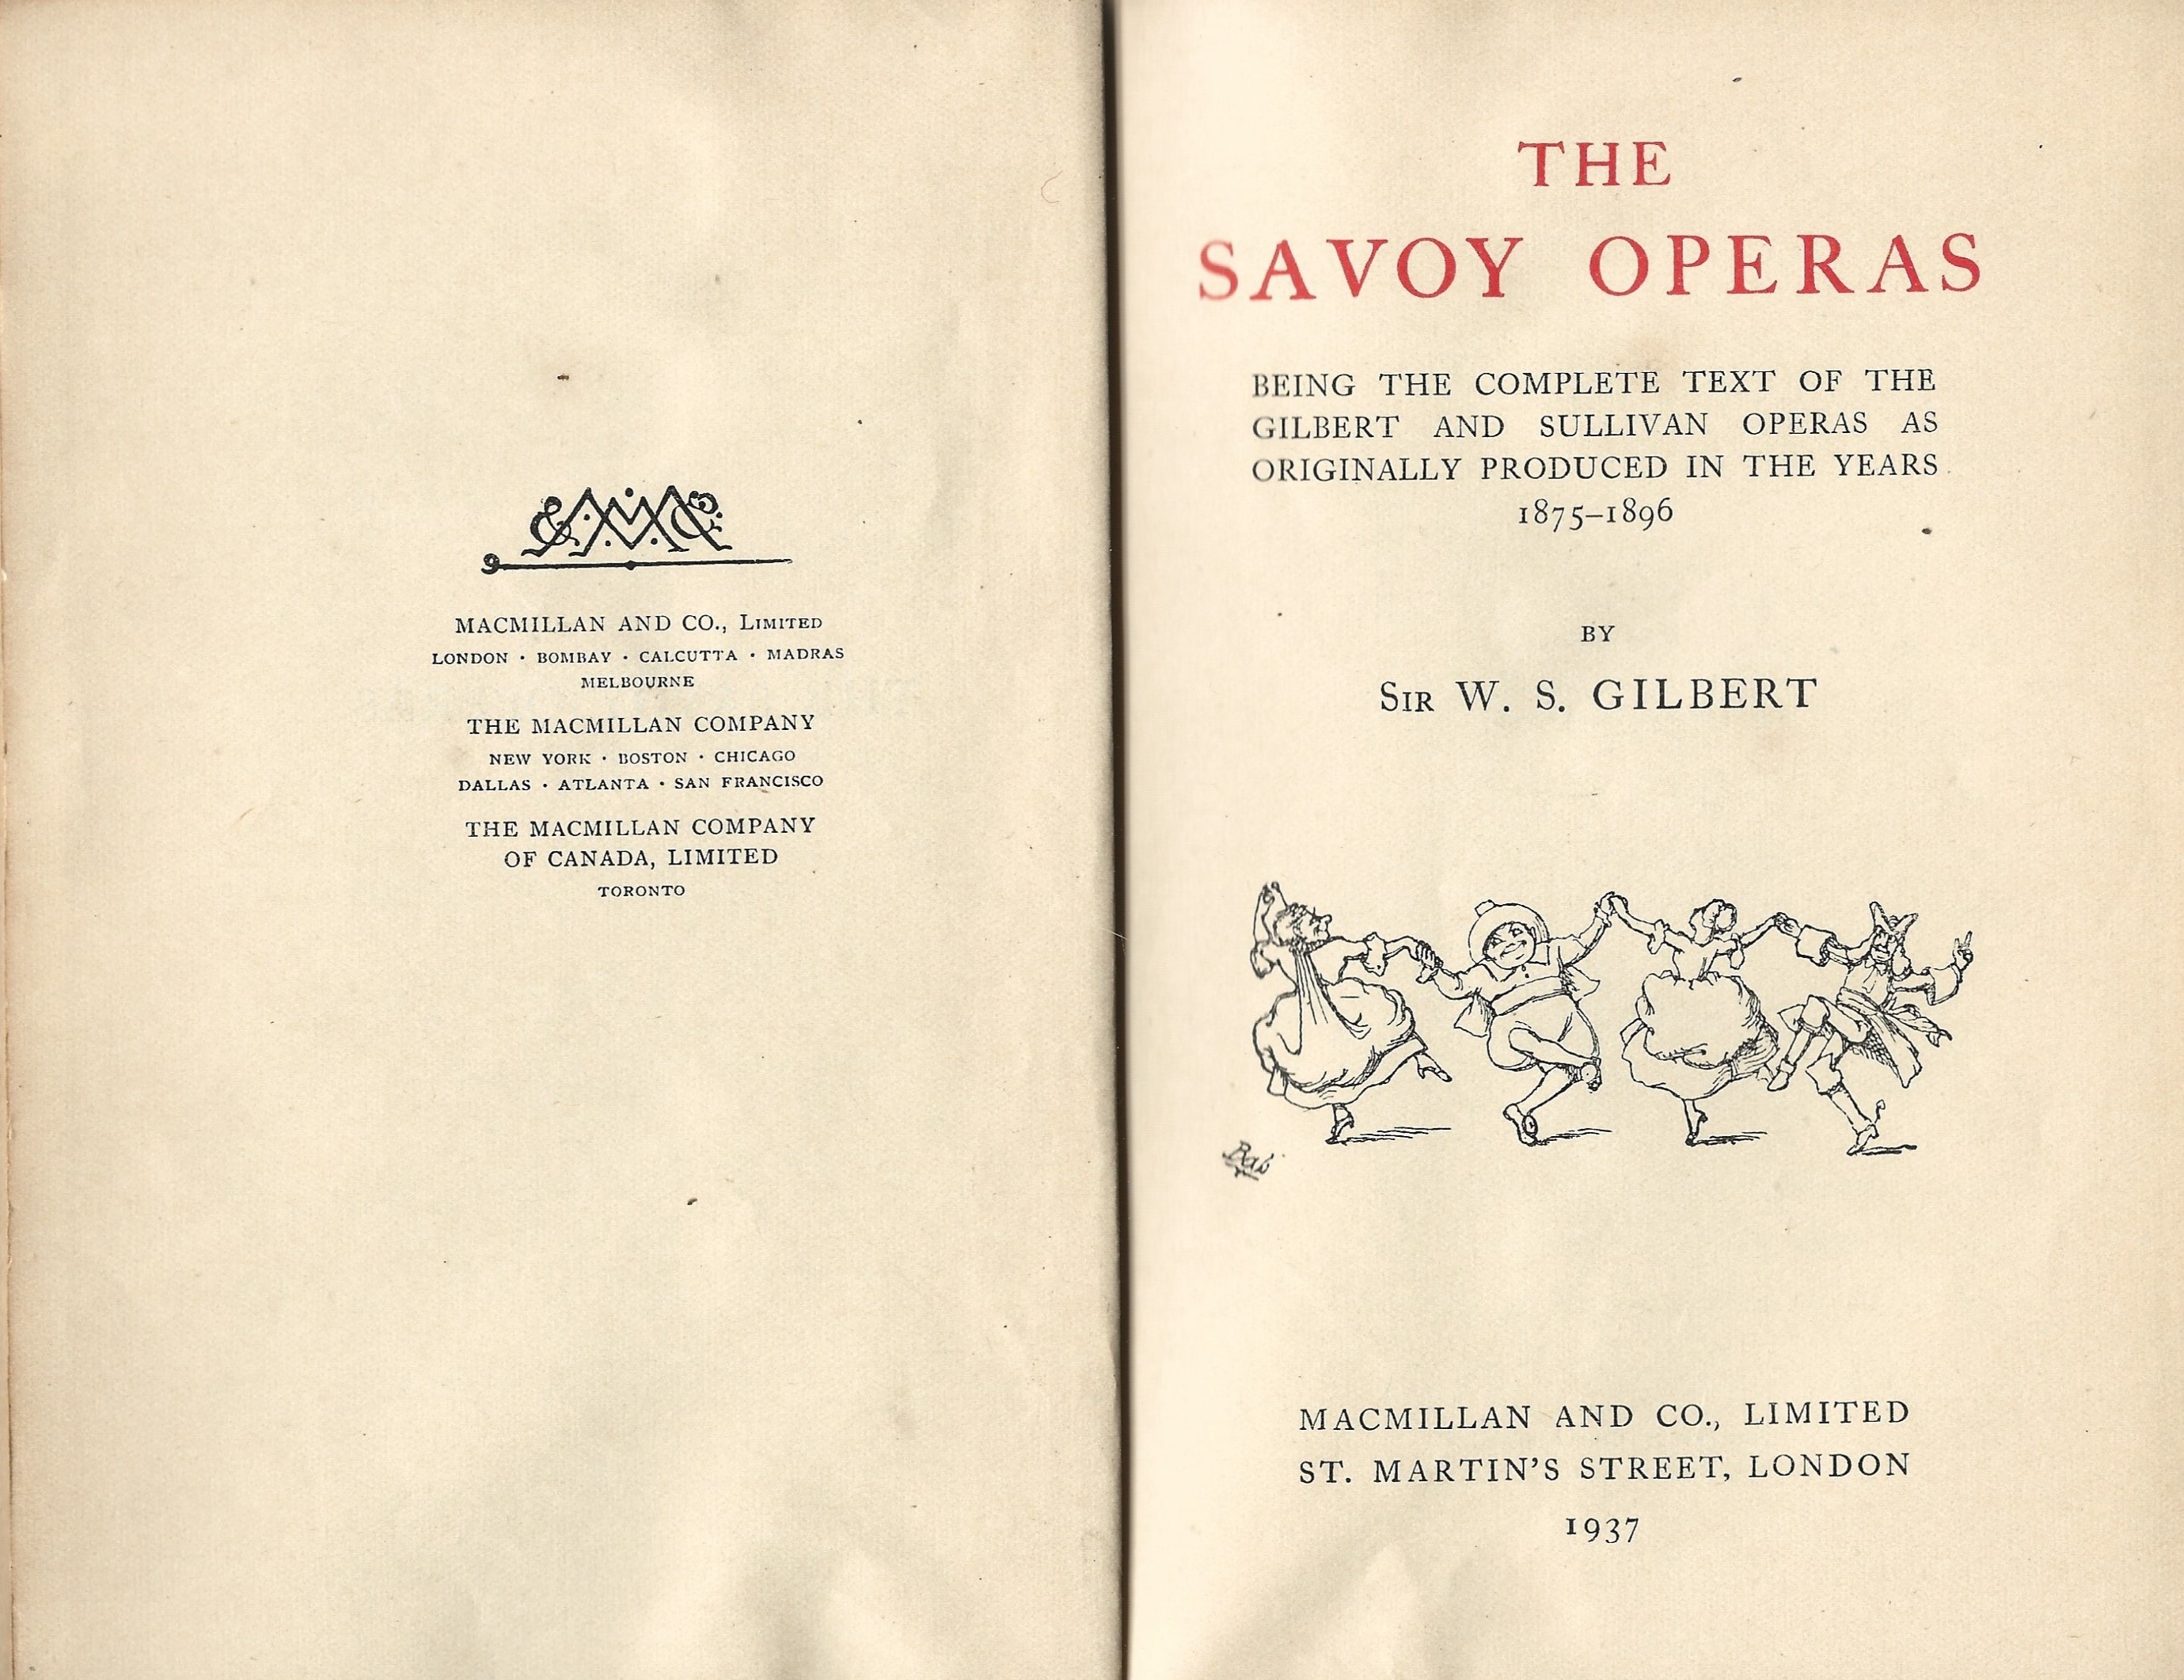 MACMILLAN AND CO., LIMITED
LONDON · BOMBAY · CALCUTTA · MADRAS
MELBOURNE
THE MACMILLAN COMPANY
NEW YORK · BOSTON · CHICAGO
DALLAS · ATLANTA · SAN FRANCISCO
THE MACMILLAN COMPANY
OF CANADA, LIMITED
TORONTO
THE
SAVOY OPERAS
BEING THE COMPLETE TEXT OF THE
GILBERT AND SULLIVAN OPERAS AS
ORIGINALLY PRODUCED IN THE YEARS
1875–1896
BY
SIR W. S. GILBERT
Bab
MACMILLAN AND CO., LIMITED
ST. MARTIN'S STREET, LONDON
1937